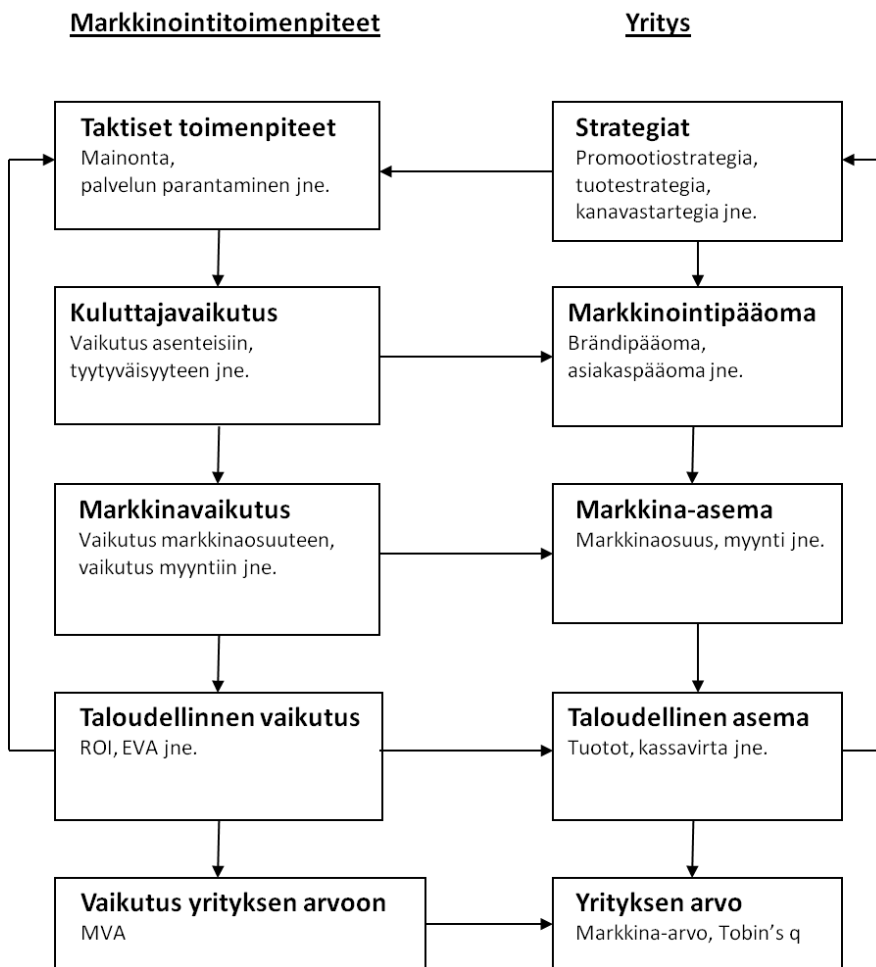 Markkinointitoimenpiteet
Yritys
Taktiset toimenpiteet
Mainonta,
palvelun parantaminen jne.
Strategiat
Promootiostrategia,
tuotestrategia,
kanavastartegia jne.
Kuluttajavaikutus
Vaikutus asenteisiin,
tyytyväisyyteen jne.
Markkinointipääoma
Brändipääoma,
asiakaspääoma jne.
Markkinavaikutus
Vaikutus markkinaosuuteen,
vaikutus myyntiin jne.
Markkina-asema
Markkinaosuus, myynti jne.
Taloudellinnen vaikutus
ROI, EVA jne.
Taloudellinen asema
Tuotot, kassavirta jne.
Vaikutus yrityksen arvoon
MVA
Yrityksen arvo
Markkina-arvo, Tobin’s q